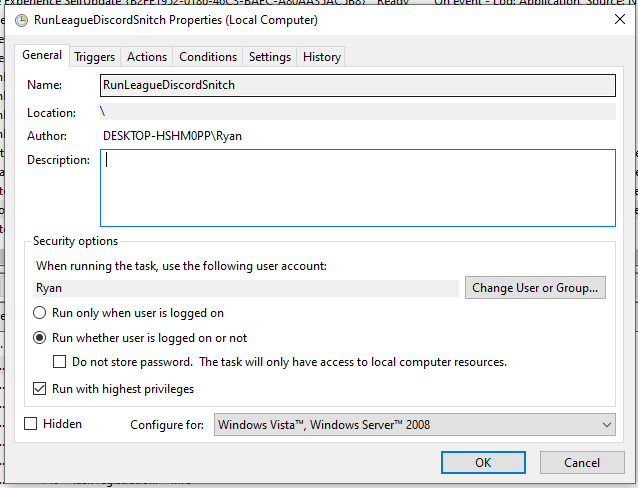 RunLeagueDiscordSnitch Properties (Local Computer)
General Triggers Actions Conditions Settings History
Name: RunLeagueDiscordSnitch
Location: \
Author: DESKTOP-HSHM0PP\Ryan
Description:
Security options
When running the task, use the following user account:
Ryan Change User or Group...
Run only when user is logged on
Run whether user is logged on or not
Do not store password. The task will only have access to local computer resources.
Run with highest privileges
Hidden Configure for: Windows Vista™, Windows Server™ 2008
OK Cancel